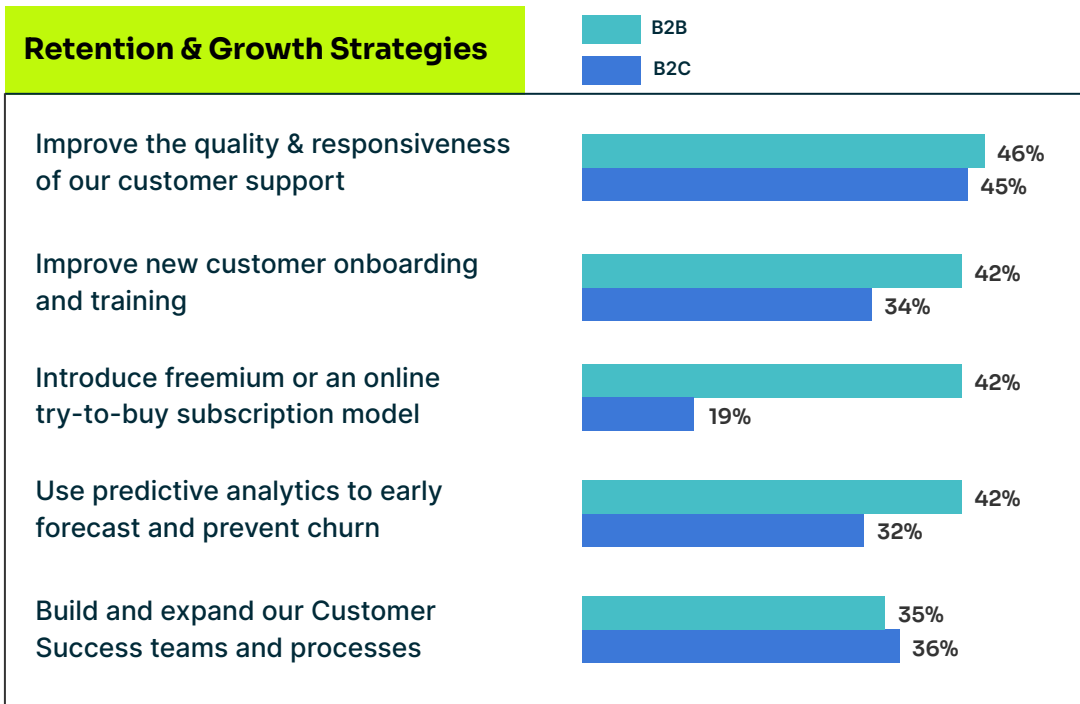 Retention & Growth Strategies
B2B
B2C
Improve the quality & responsiveness
of our customer support
46%
45%
Improve new customer onboarding
and training
42%
34%
Introduce freemium or an online
try-to-buy subscription model
42%
19%
Use predictive analytics to early
forecast and prevent churn
42%
32%
Build and expand our Customer
Success teams and processes
35%
36%